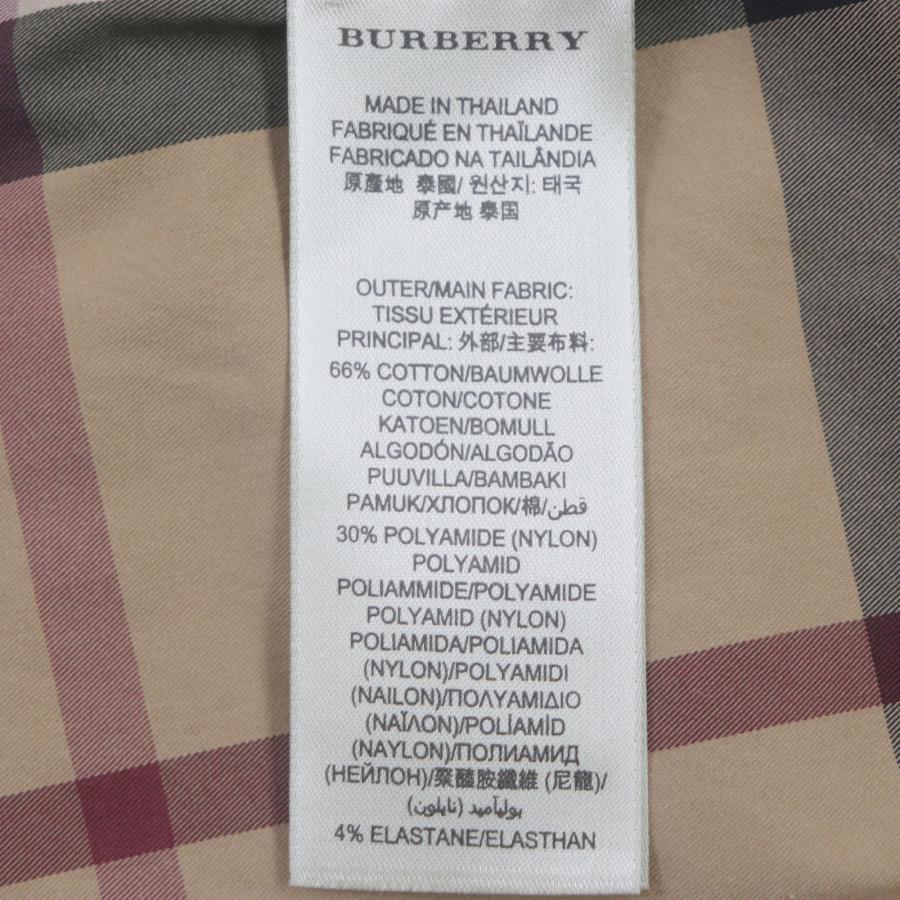 BURBERRY
MADE IN THAILAND
FABRIQUÉ EN THAÏLANDE
FABRICADO NA TAILÂNDIA
原產地 泰國/ 원산지: 태국
原产地 泰国
OUTER/MAIN FABRIC:
TISSU EXTÉRIEUR
PRINCIPAL: 外部/主要布料:
66% COTTON/BAUMWOLLE
COTON/COTONE
KATOEN/BOMULL
ALGODÓN/ALGODÃO
PUUVILLA/BAMBAKI
PAMUK/ХЛОПОК/棉/قطن
30% POLYAMIDE (NYLON)
POLYAMID
POLIAMMIDE/POLYAMIDE
POLYAMID (NYLON)
POLIAMIDA/POLIAMIDA
(NYLON)/POLYAMIDI
(NAILON)/ΠΟΛΥΑΜΙΔΙΟ
(ΝΑΪΛΟΝ)/POLİAMİD
(NAYLON)/ПОЛИАМИД
(НЕЙЛОН)/聚醯胺纖維 (尼龍)/
بولياميد (نايلون)
4% ELASTANE/ELASTHAN